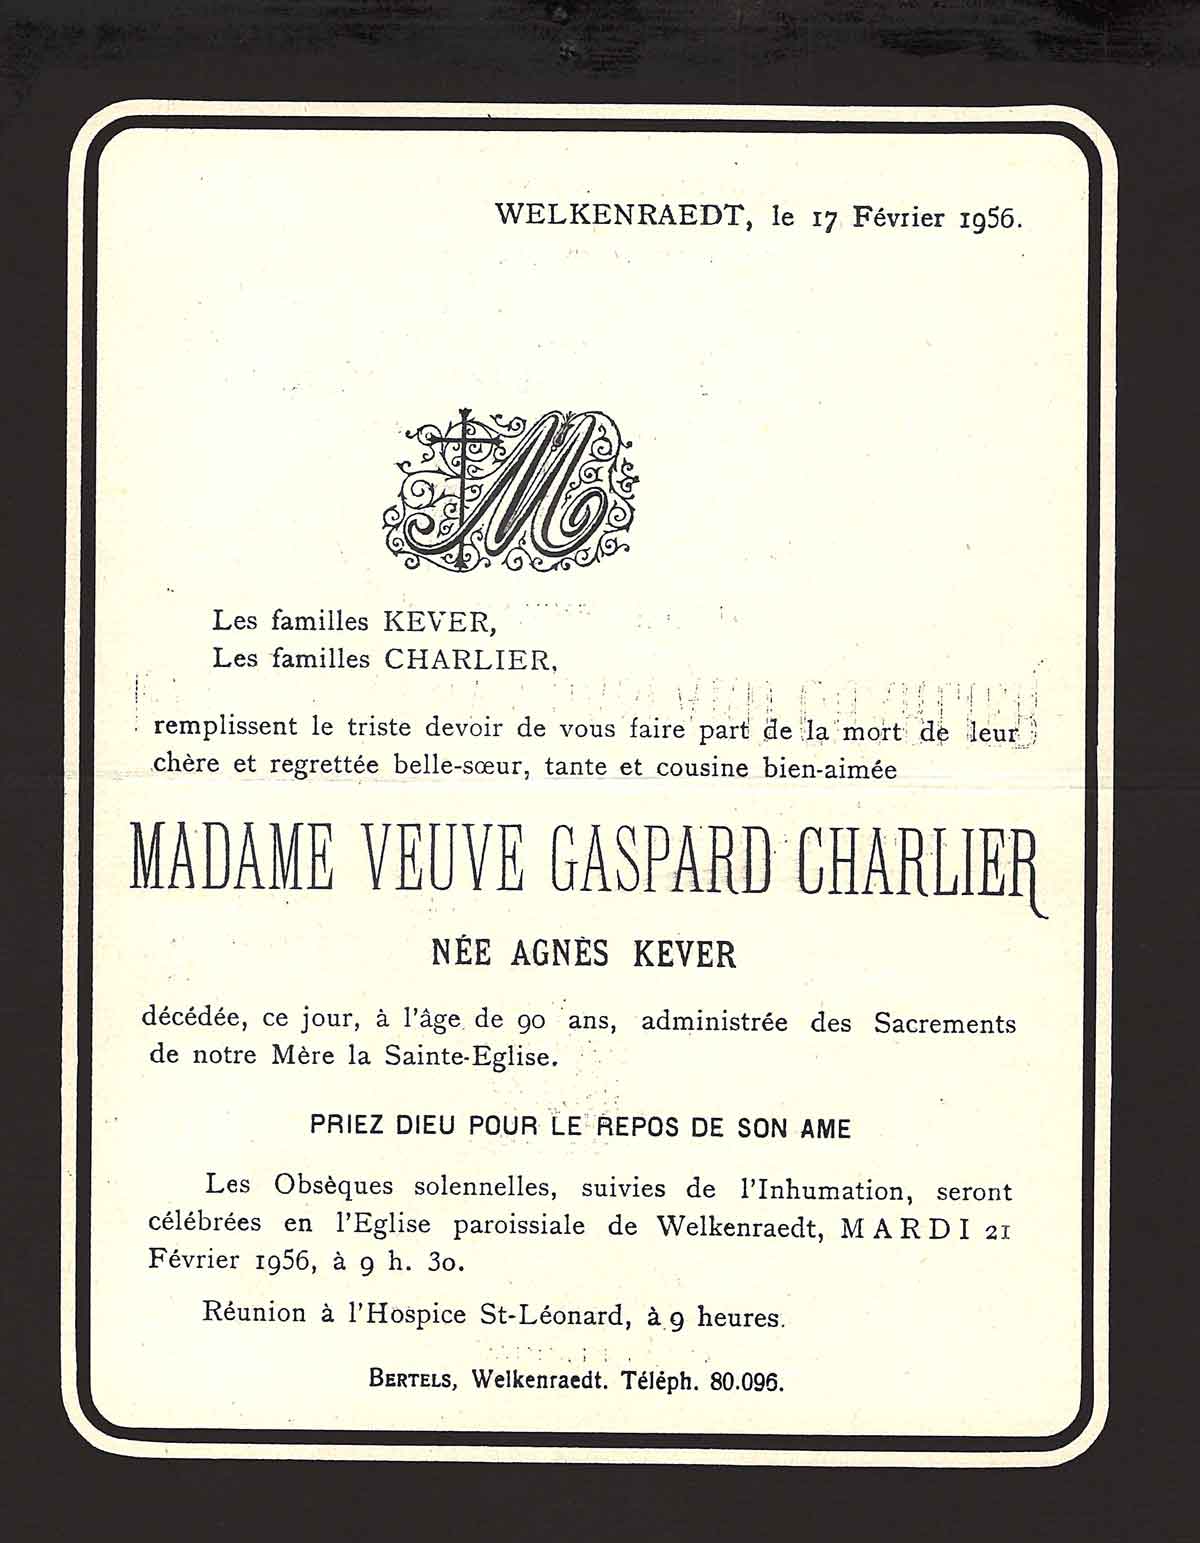 WELKENRAEDT, le 17 Février 1956.
M
Les familles KEVER,
Les familles CHARLIER,
remplissent le triste devoir de vous faire part de la mort de leur
chère et regrettée belle-sœur, tante et cousine bien-aimée
MADAME VEUVE GASPARD CHARLIER
NÉE AGNÈS KEVER
décédée, ce jour, à l'âge de 90 ans, administrée des Sacrements
de notre Mère la Sainte-Eglise.
PRIEZ DIEU POUR LE REPOS DE SON AME
Les Obsèques solennelles, suivies de l'Inhumation, seront
célébrées en l'Eglise paroissiale de Welkenraedt, MARDI 21
Février 1956, à 9 h. 30.
Réunion à l'Hospice St-Léonard, à 9 heures.
BERTELS, Welkenraedt. Téléph. 80.096.